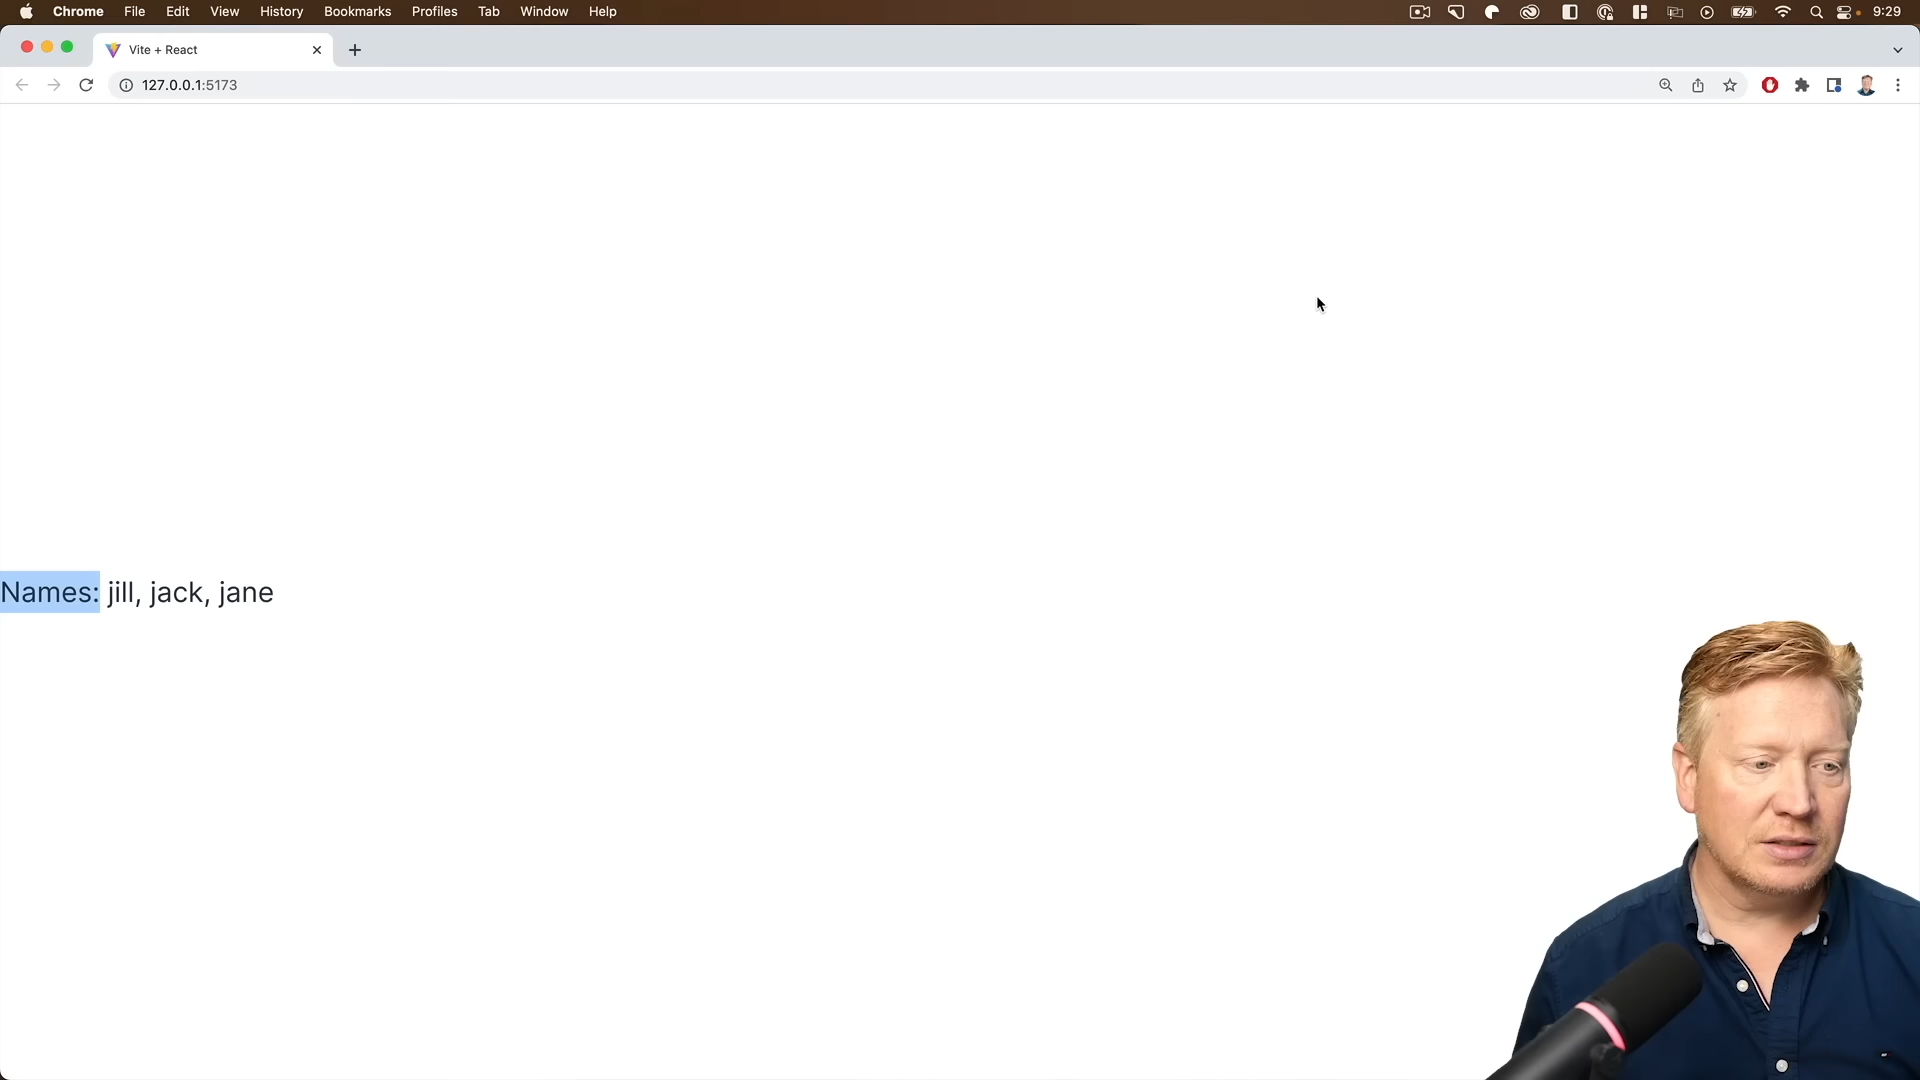 Chrome File Edit View History Bookmarks Profiles Tab Window Help 9:29
Vite + React
127.0.0.1:5173
Names: jill, jack, jane